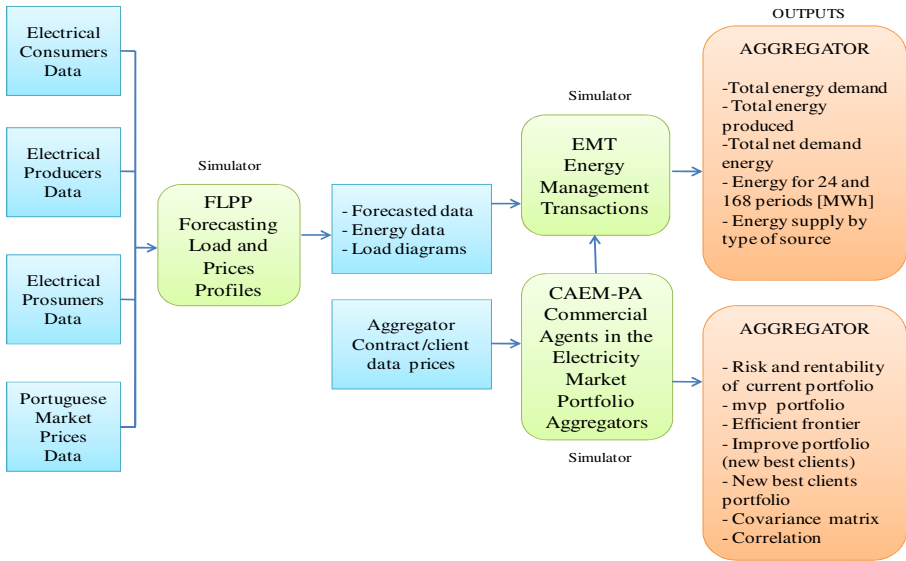 Electrical
Consumers
Data
Electrical
Producers
Data
Electrical
Prosumers
Data
Portuguese
Market
Prices
Data
Simulator
FLPP
Forecasting
Load and
Prices
Profiles
- Forecasted data
- Energy data
- Load diagrams
Aggregator
Contract/client
data prices
Simulator
EMT
Energy
Management
Transactions
CAEM-PA
Commercial
Agents in the
Electricity
Market
Portfolio
Aggregators
Simulator
OUTPUTS
AGGREGATOR
-Total energy demand
- Total energy
produced
-Total net demand
energy
- Energy for 24 and
168 periods [MWh]
- Energy supply by
type of source
AGGREGATOR
- Risk and rentability
of current portfolio
- mvp portfolio
- Efficient frontier
- Improve portfolio
(new best clients)
- New best clients
portfolio
- Covariance matrix
- Correlation